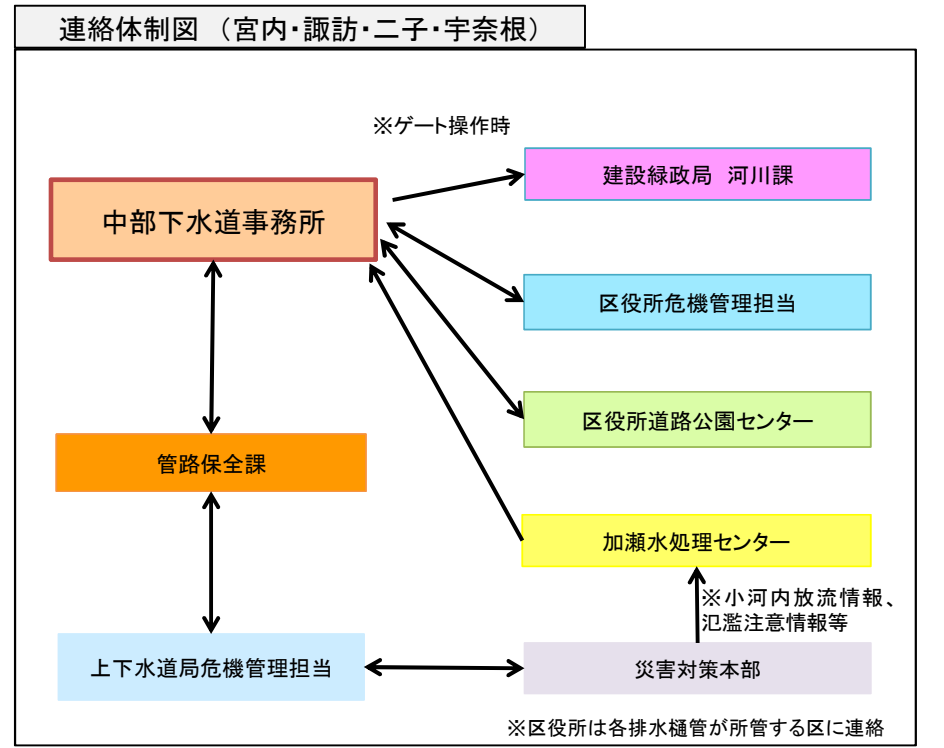 連絡体制図　（宮内・諏訪・二子・宇奈根）
※ゲート操作時
建設緑政局　河川課
中部下水道事務所
区役所危機管理担当
区役所道路公園センター
管路保全課
加瀬水処理センター
※小河内放流情報、
氾濫注意情報等
上下水道局危機管理担当
災害対策本部
※区役所は各排水樋管が所管する区に連絡